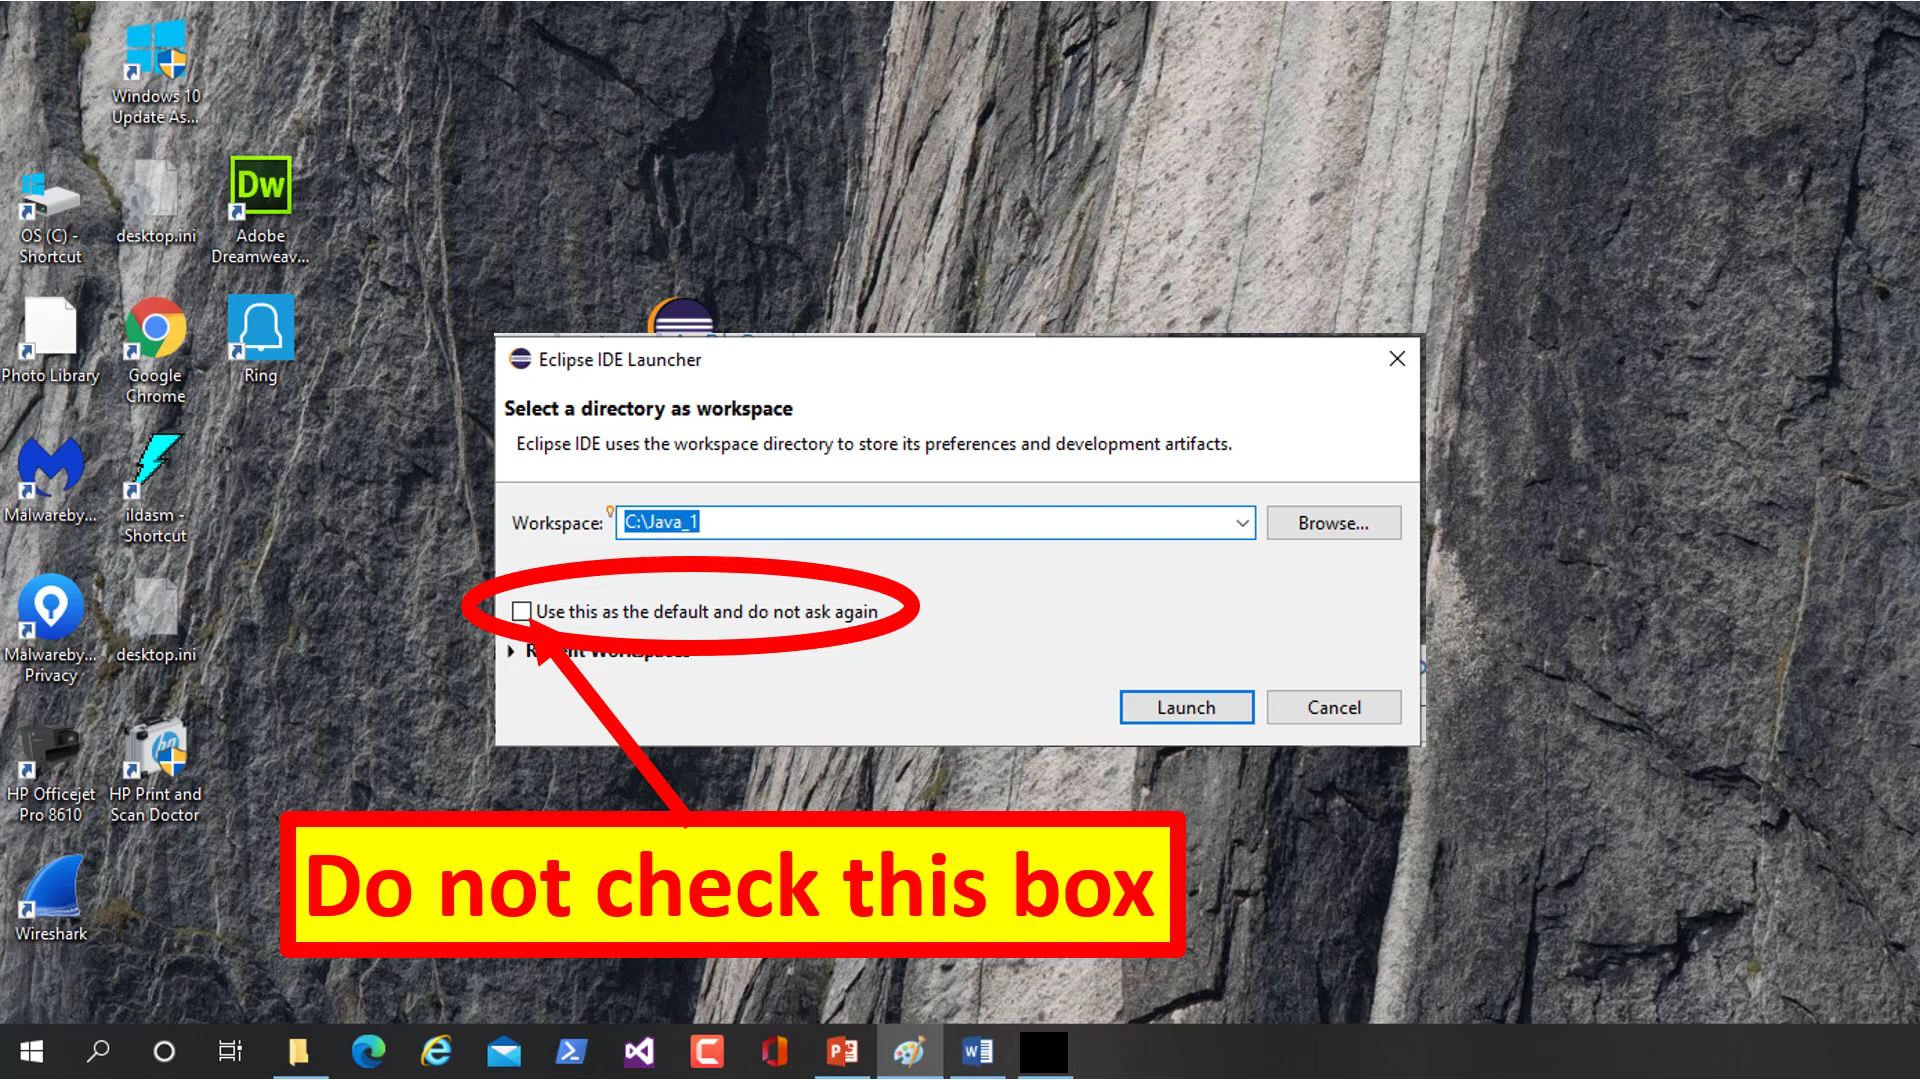 Windows 10
Update As...
OS (C) -
Shortcut
desktop.ini
Dw
Adobe
Dreamweav...
Photo Library
Google
Chrome
Ring
Malwareby...
ildasm -
Shortcut
Malwareby...
Privacy
desktop.ini
HP Officejet
Pro 8610
hp
HP Print and
Scan Doctor
Wireshark
Eclipse IDE Launcher
Select a directory as workspace
Eclipse IDE uses the workspace directory to store its preferences and development artifacts.
Workspace:
C:\Java_1
Browse...
Use this as the default and do not ask again
Launch
Cancel
Do not check this box